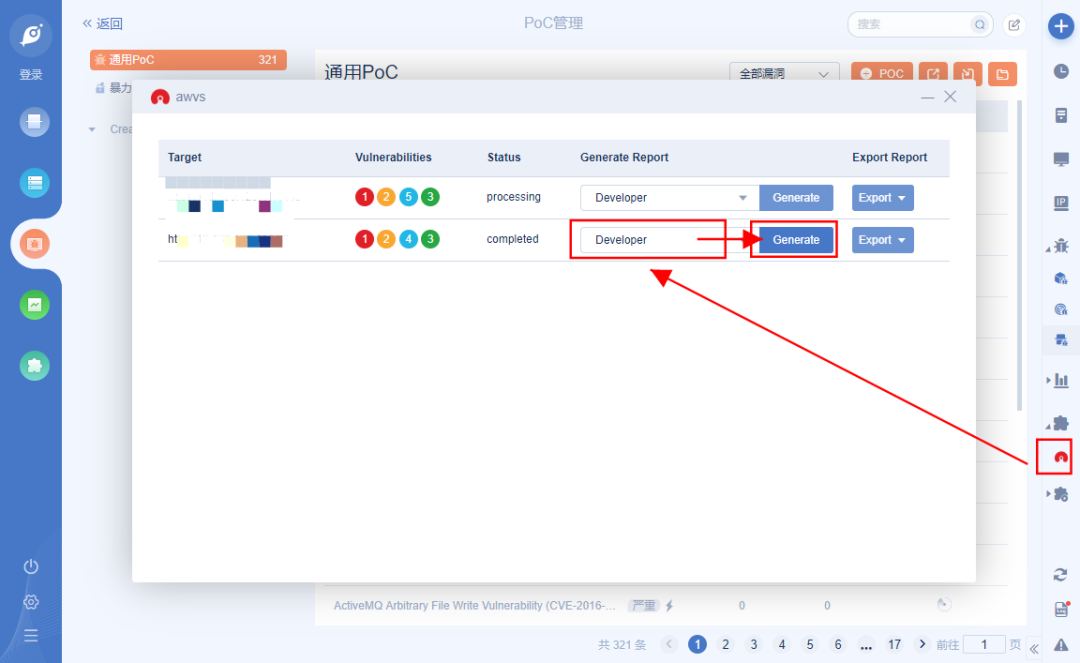 返回
PoC管理
搜索
登录
通用PoC 321
通用PoC
全部漏洞
POC
暴力
Crea
awvs
Target Vulnerabilities Status Generate Report Export Report
1 2 5 3 processing Developer Generate Export
ht 1 2 4 3 completed Developer Generate Export
IP
ActiveMQ Arbitrary File Write Vulnerability (CVE-2016-... 严重 0 0
共 321 条 1 2 3 4 5 6 ... 17 前往 1 页